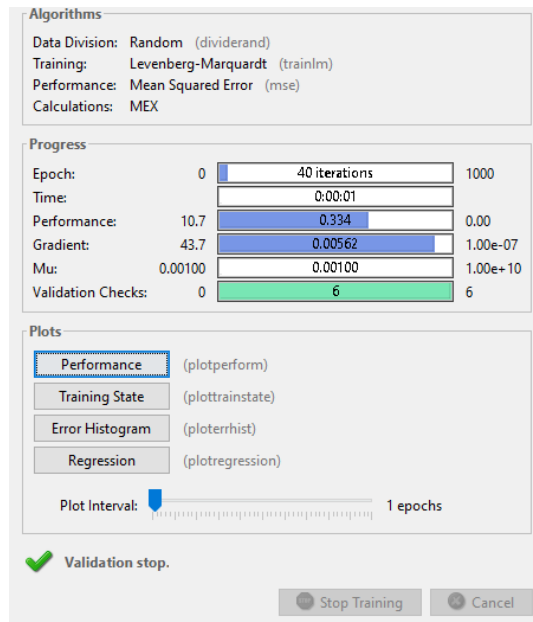 Algorithms
Data Division: Random (dividerand)
Training: Levenberg-Marquardt (trainlm)
Performance: Mean Squared Error (mse)
Calculations: MEX
Progress
Epoch: 0 40 iterations 1000
Time: 0:00:01
Performance: 10.7 0.334 0.00
Gradient: 43.7 0.00562 1.00e-07
Mu: 0.00100 0.00100 1.00e+10
Validation Checks: 0 6 6
Plots
Performance (plotperform)
Training State (plottrainstate)
Error Histogram (ploterrhist)
Regression (plotregression)
Plot Interval: 1 epochs
Validation stop.
Stop Training Cancel